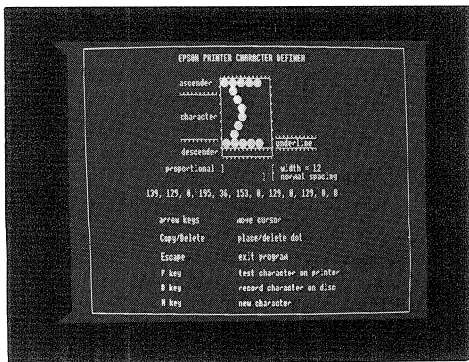 EPSON PRINTER CHARACTER DEFINER
ascender
character
underline
descender
proportional ] [ width = 12
] [ normal spacing
139, 129, 0, 195, 36, 153, 0, 129, 0, 129, 0, 0
arrow keys move cursor
Copy/Delete place/delete dot
Escape exit program
P key test character on printer
D key record character on disc
N key new character